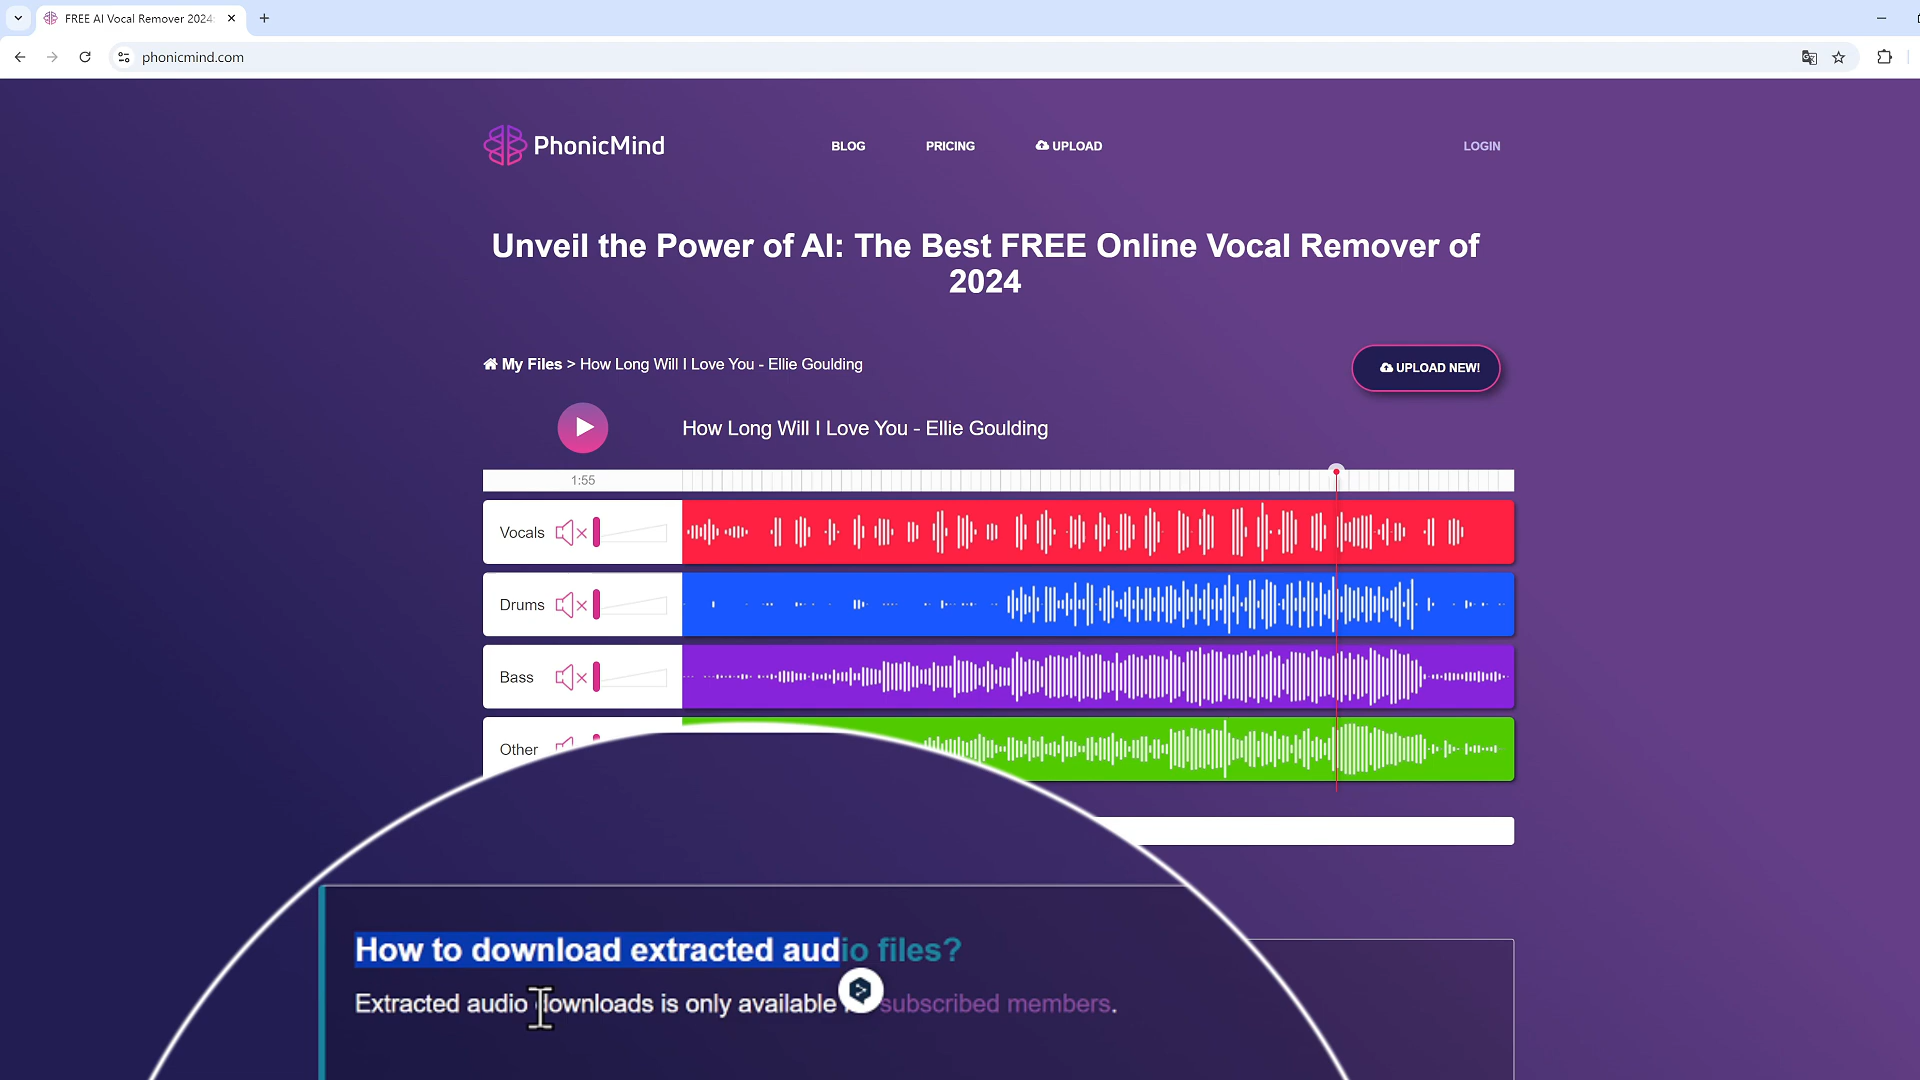 FREE AI Vocal Remover 2024
phonicmind.com
PhonicMind
BLOG
PRICING
UPLOAD
LOGIN
Unveil the Power of AI: The Best FREE Online Vocal Remover of
2024
My Files > How Long Will I Love You - Ellie Goulding
UPLOAD NEW!
How Long Will I Love You - Ellie Goulding
1:55
Vocals
Drums
Bass
Other
How to download extracted audio files?
Extracted audio downloads is only available subscribed members.